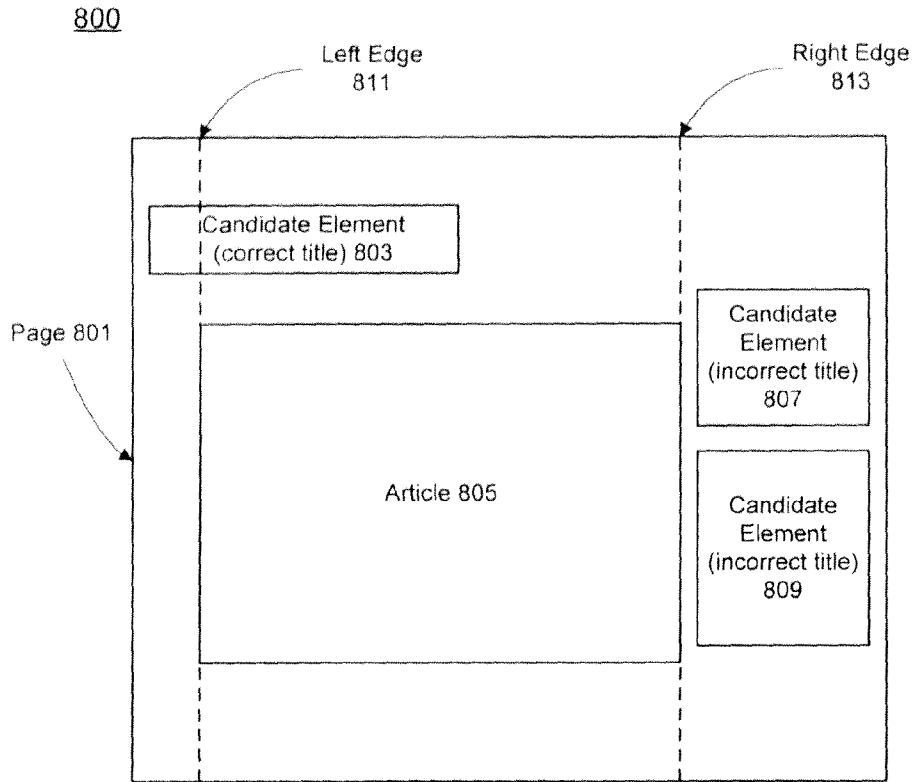 800
Left Edge
811
Right Edge
813
Candidate Element
(correct title) 803
Page 801
Candidate
Element
(incorrect title)
807
Article 805
Candidate
Element
(incorrect title)
809